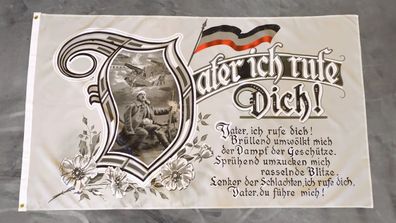 Vater ich rufe
Dich!
Vater, ich rufe dich!
Brüllend umwölkt mich
der Dampf der Geschütze.
Sprühend umzucken mich
rasselnde Blitze.
Lenker der Schlachten, ich rufe dich.
Vater, du führe mich!